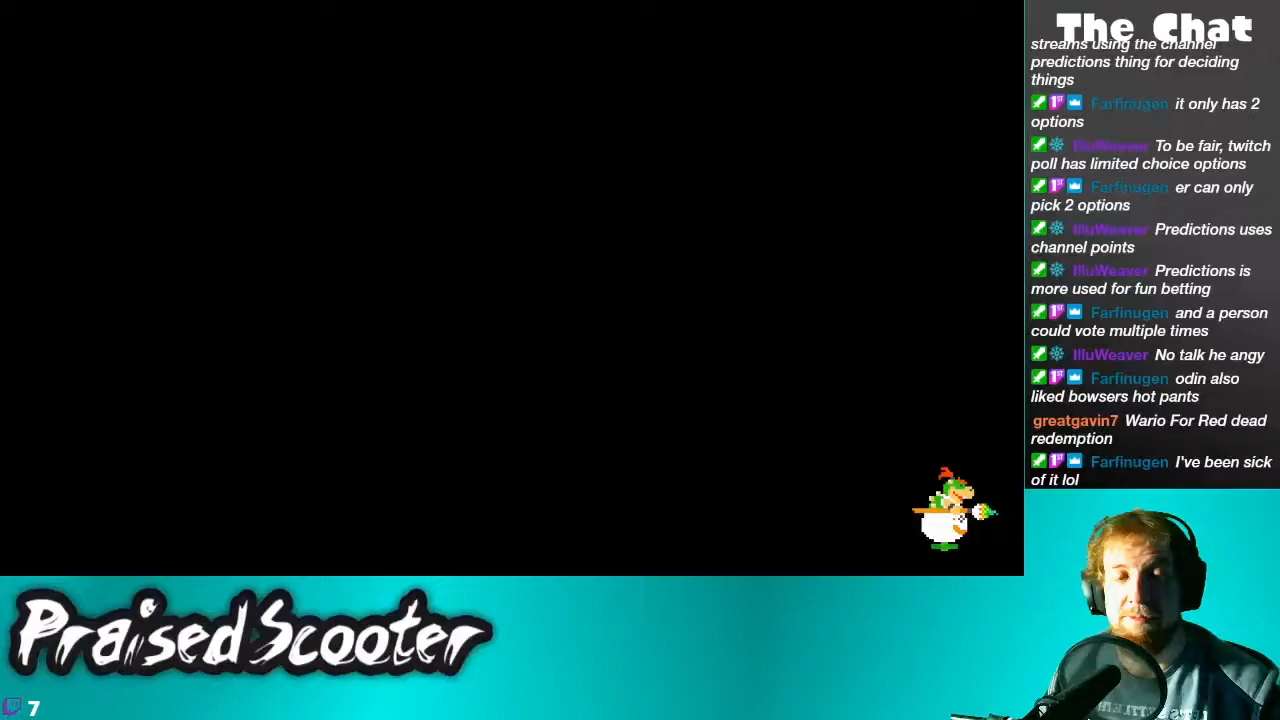 The Chat
streams using the channel
predictions thing for deciding
things
Farfinugen it only has 2
options
IlluWeaver To be fair, twitch
poll has limited choice options
Farfinugen er can only
pick 2 options
IlluWeaver Predictions uses
channel points
IlluWeaver Predictions is
more used for fun betting
Farfinugen and a person
could vote multiple times
IlluWeaver No talk he angy
Farfinugen odin also
liked bowsers hot pants
greatgavin7 Wario For Red dead
redemption
Farfinugen I've been sick
of it lol
PraisedScooter
7